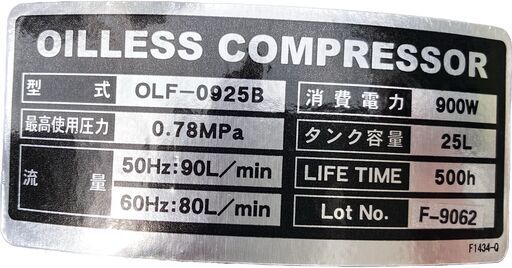 OILLESS COMPRESSOR
型 式 OLF-0925B 消費電力 900W
最高使用圧力 0.78MPa タンク容量 25L
流 量 50Hz:90L/min LIFE TIME 500h
60Hz:80L/min Lot No. F-9062
F1434-Q